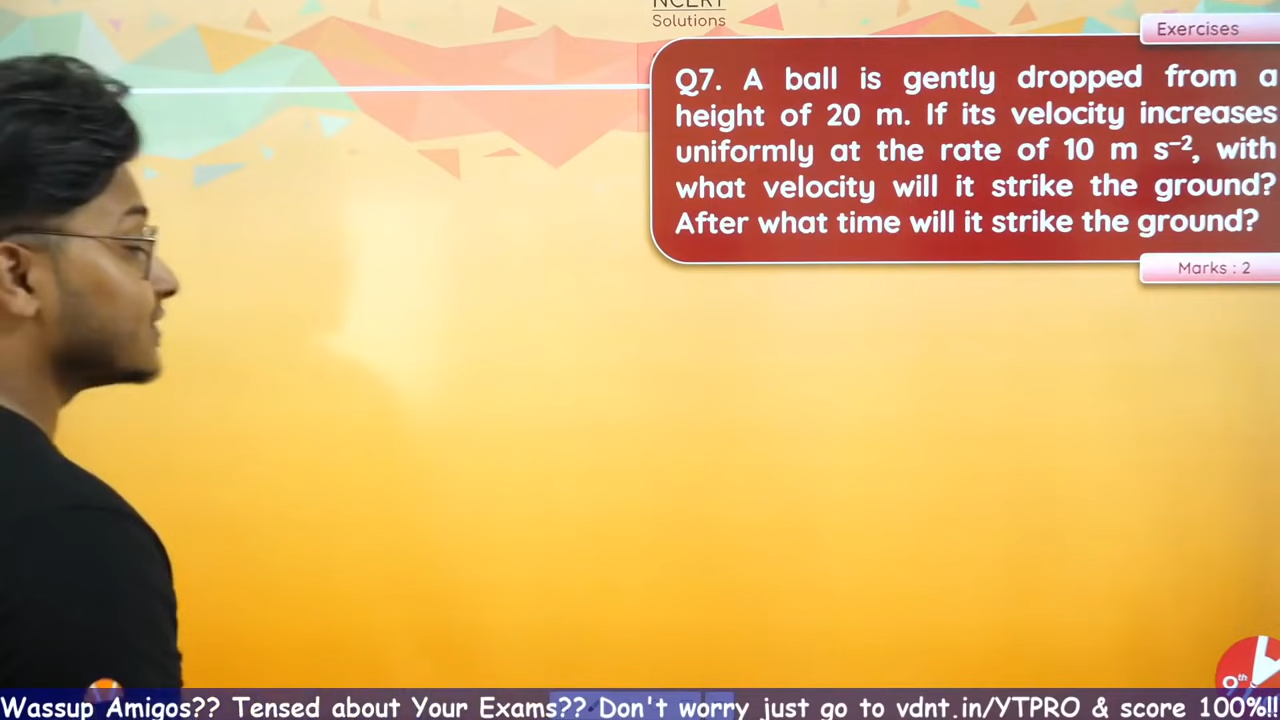 NCERT
Solutions
Exercises
Q7. A ball is gently dropped from a
height of 20 m. If its velocity increases
uniformly at the rate of 10 m s⁻², with
what velocity will it strike the ground?
After what time will it strike the ground?
Marks : 2
9th
Wassup Amigos?? Tensed about Your Exams?? Don't worry just go to vdnt.in/YTPRO & score 100%!!